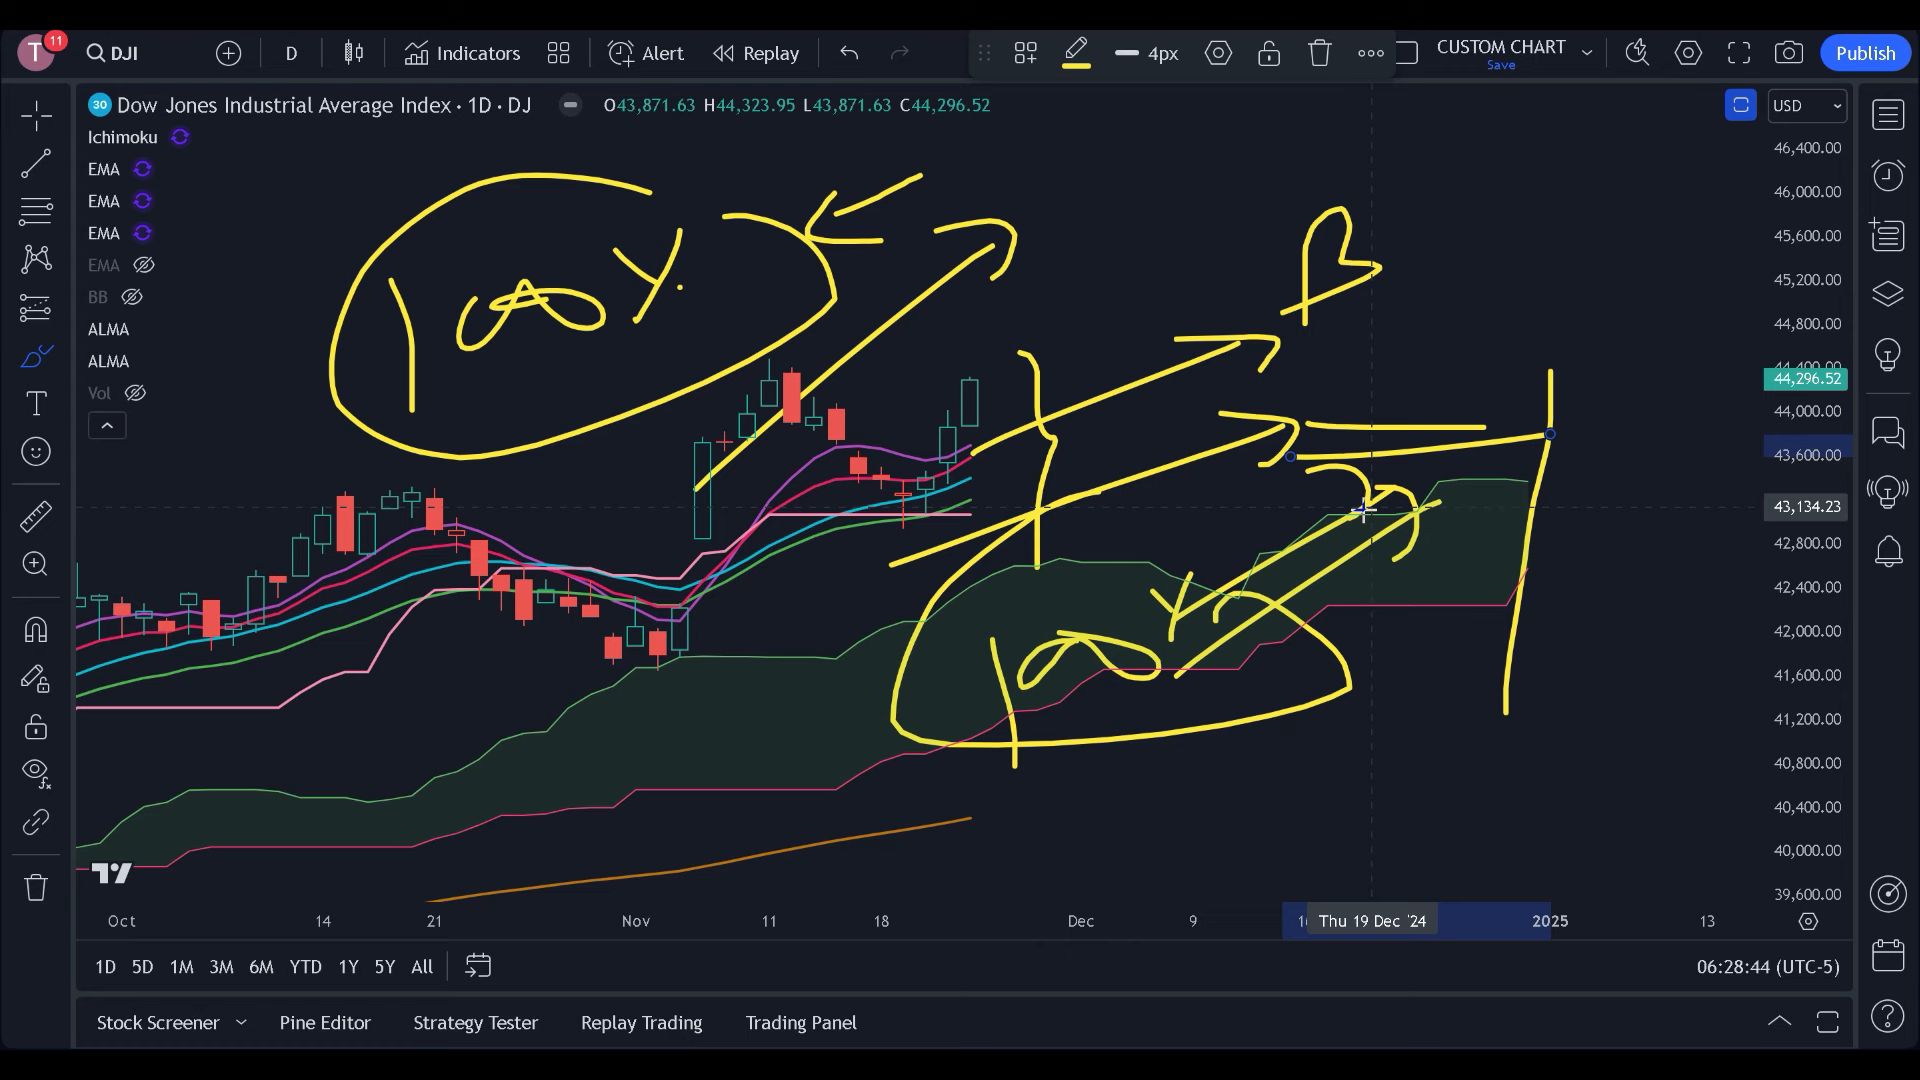 T 11 DJI D Indicators Alert Replay 4px CUSTOM CHART Save Publish
30 Dow Jones Industrial Average Index · 1D · DJ O43,871.63 H44,323.95 L43,871.63 C44,296.52 USD
Ichimoku
EMA
EMA
EMA
EMA
BB
ALMA
ALMA
Vol
46,400.00
46,000.00
45,600.00
45,200.00
44,800.00
44,296.52
44,000.00
43,600.00
43,134.23
42,800.00
42,400.00
42,000.00
41,600.00
41,200.00
40,800.00
40,400.00
40,000.00
39,600.00
Oct 14 21 Nov 11 18 Dec 9 Thu 19 Dec '24 2025 13
1D 5D 1M 3M 6M YTD 1Y 5Y All 06:28:44 (UTC-5)
Stock Screener Pine Editor Strategy Tester Replay Trading Trading Panel